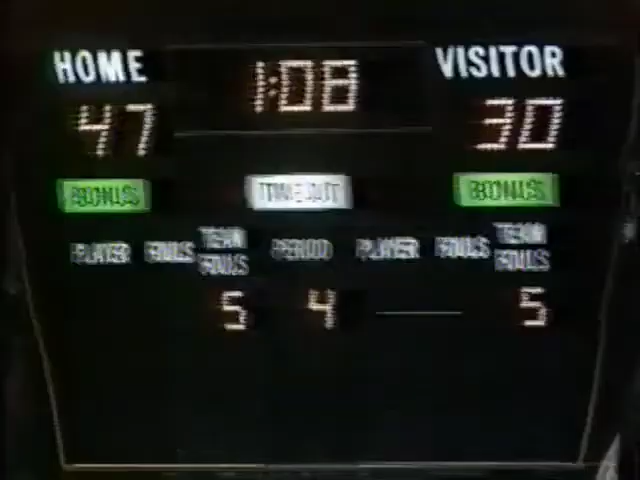 HOME 1:08 VISITOR
47 30
BONUS TIME OUT BONUS
PLAYER FOULS TEAM FOULS PERIOD PLAYER FOULS TEAM FOULS
5 4 5